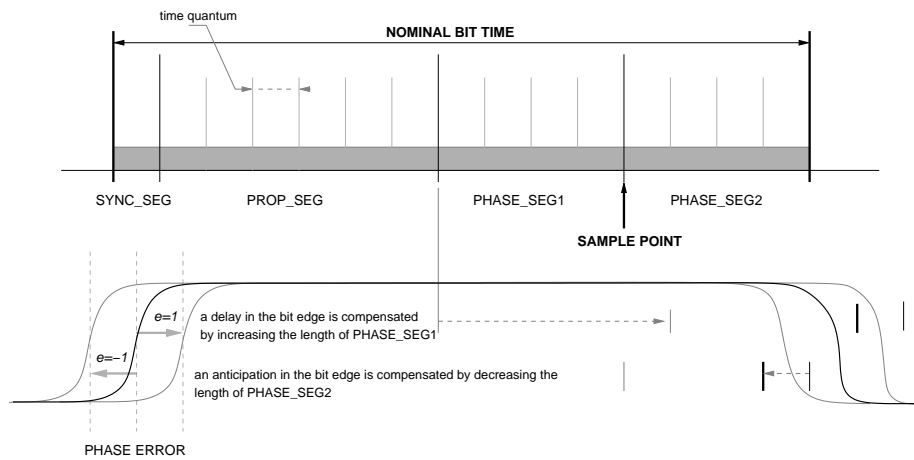 time quantum
NOMINAL BIT TIME
SYNC_SEG
PROP_SEG
PHASE_SEG1
PHASE_SEG2
SAMPLE POINT
e=1
a delay in the bit edge is compensated
by increasing the length of PHASE_SEG1
e=−1
an anticipation in the bit edge is compensated by decreasing the
length of PHASE_SEG2
PHASE ERROR